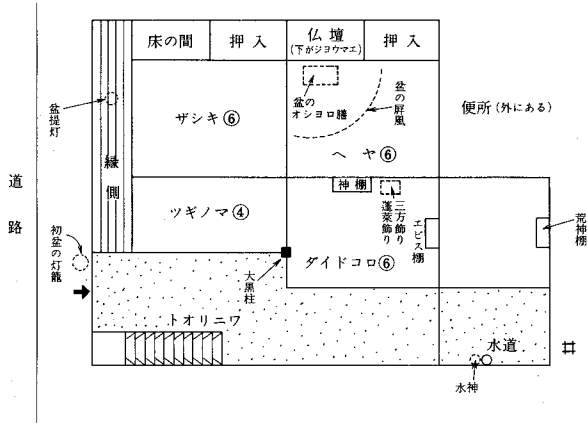 床の間
押入
仏壇
(下がジヨウマエ)
押入
盆提灯
縁側
ザシキ⑥
盆のオシヨロ膳
盆の屏風
便所(外にある)
ヘヤ⑥
道路
ツギノマ④
神棚
三方飾り
蓬萊飾り
エビス棚
荒神棚
初盆の灯籠
大黒柱
ダイドコロ⑥
トオリニワ
水道
水神
井